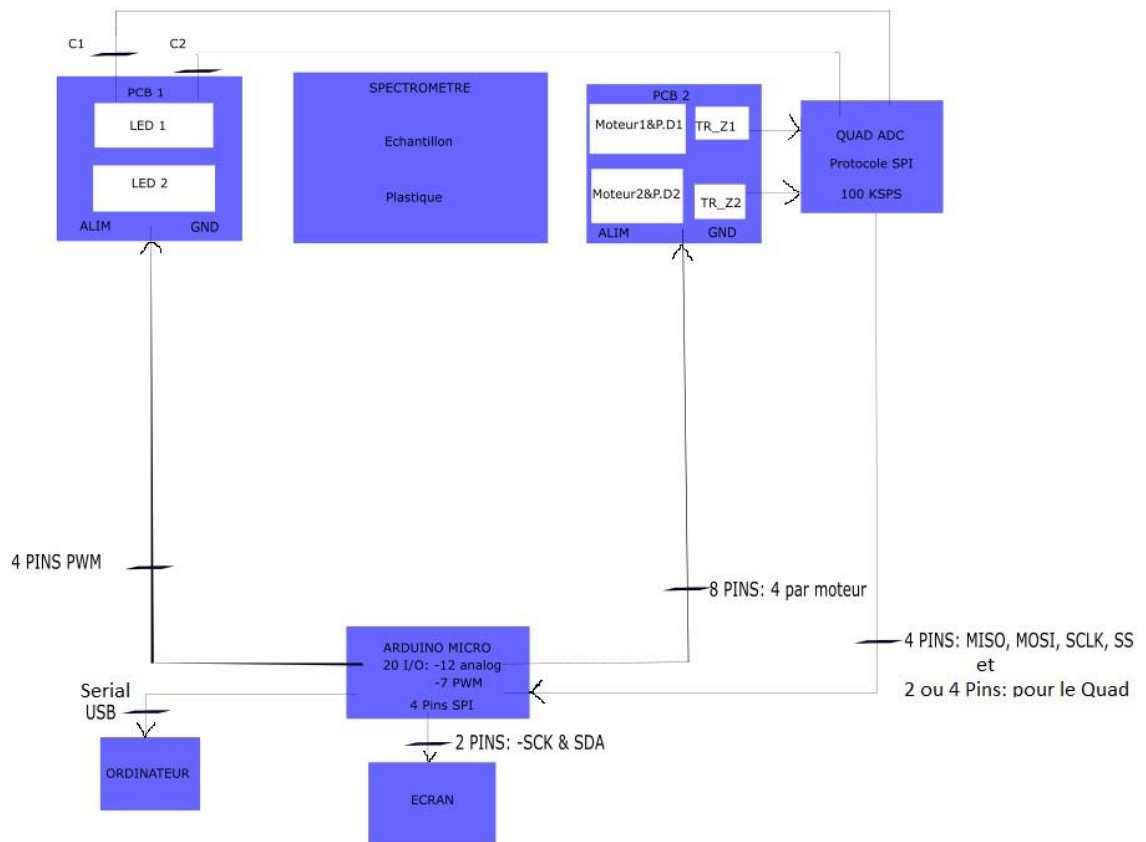 C1
C2
PCB 1
LED 1
LED 2
ALIM
GND
SPECTROMETRE
Echantillon
Plastique
PCB 2
Moteur1&P.D1
TR_Z1
Moteur2&P.D2
TR_Z2
ALIM
GND
QUAD ADC
Protocole SPI
100 KSPS
4 PINS PWM
8 PINS: 4 par moteur
4 PINS: MISO, MOSI, SCLK, SS
et
2 ou 4 Pins: pour le Quad
ARDUINO MICRO
20 I/O: -12 analog
-7 PWM
4 Pins SPI
Serial
USB
2 PINS: -SCK & SDA
ORDINATEUR
ECRAN